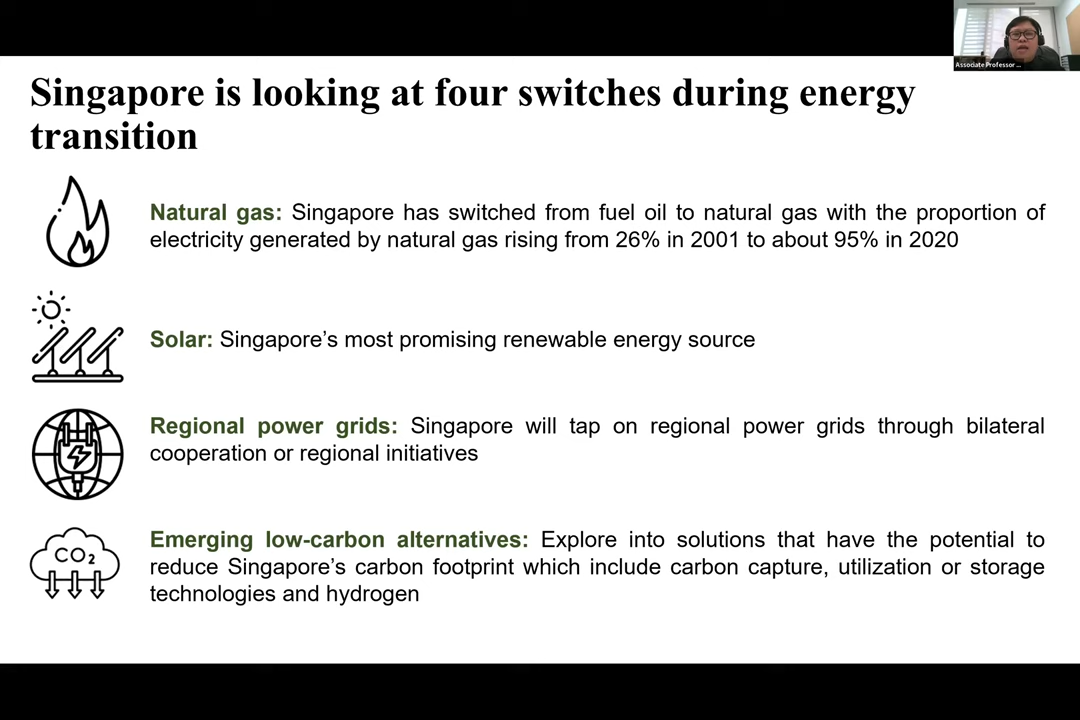 Associate Professor ...
Singapore is looking at four switches during energy
transition
Natural gas: Singapore has switched from fuel oil to natural gas with the proportion of
electricity generated by natural gas rising from 26% in 2001 to about 95% in 2020
Solar: Singapore’s most promising renewable energy source
Regional power grids: Singapore will tap on regional power grids through bilateral
cooperation or regional initiatives
CO2
Emerging low-carbon alternatives: Explore into solutions that have the potential to
reduce Singapore’s carbon footprint which include carbon capture, utilization or storage
technologies and hydrogen